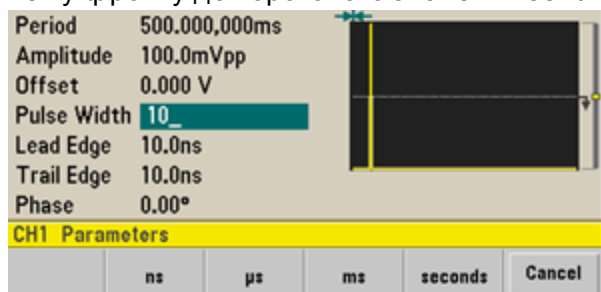 Period 500.000,000ms
Amplitude 100.0mVpp
Offset 0.000 V
Pulse Width 10_
Lead Edge 10.0ns
Trail Edge 10.0ns
Phase 0.00°
CH1 Parameters
ns µs ms seconds Cancel